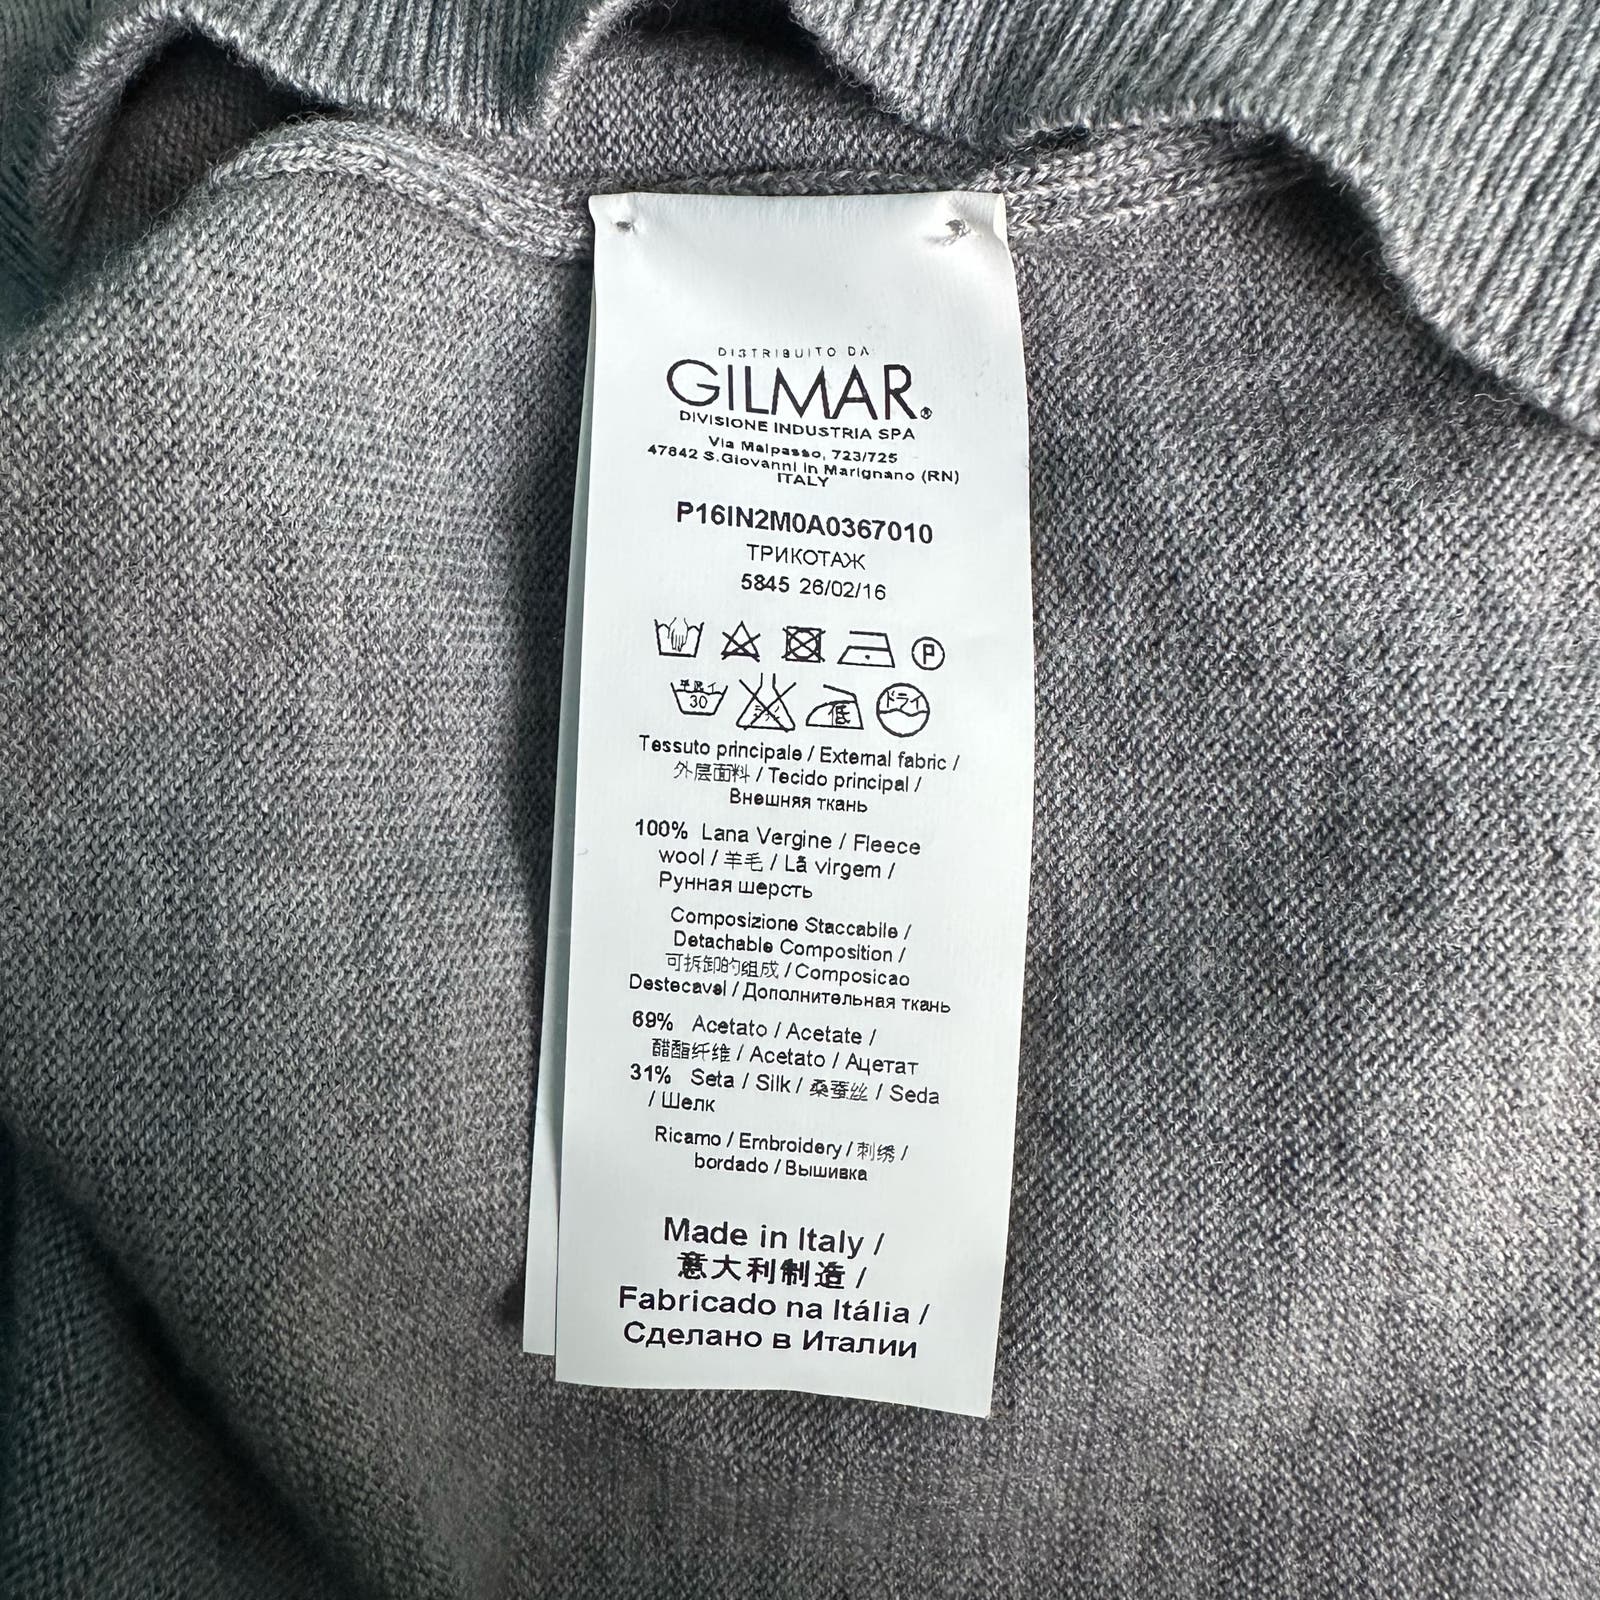 DISTRIBUITO DA:
GILMAR®
DIVISIONE INDUSTRIA SPA
Via Malpasso, 723/725
47842 S.Giovanni in Marignano (RN)
ITALY
P16IN2M0A0367010
ТРИКОТАЖ
5845 26/02/16
P
30
低 ドライ
Tessuto principale / External fabric /
外层面料 / Tecido principal /
Внешняя ткань
100% Lana Vergine / Fleece
wool / 羊毛 / Lã virgem /
Рунная шерсть
Composizione Staccabile /
Detachable Composition /
可拆卸的组成 / Composicao
Destecavel / Дополнительная ткань
69% Acetato / Acetate /
醋酯纤维 / Acetato / Ацетат
31% Seta / Silk / 桑蚕丝 / Seda
/ Шелк
Ricamo / Embroidery / 刺绣 /
bordado / Вышивка
Made in Italy /
意大利制造 /
Fabricado na Itália /
Сделано в Италии